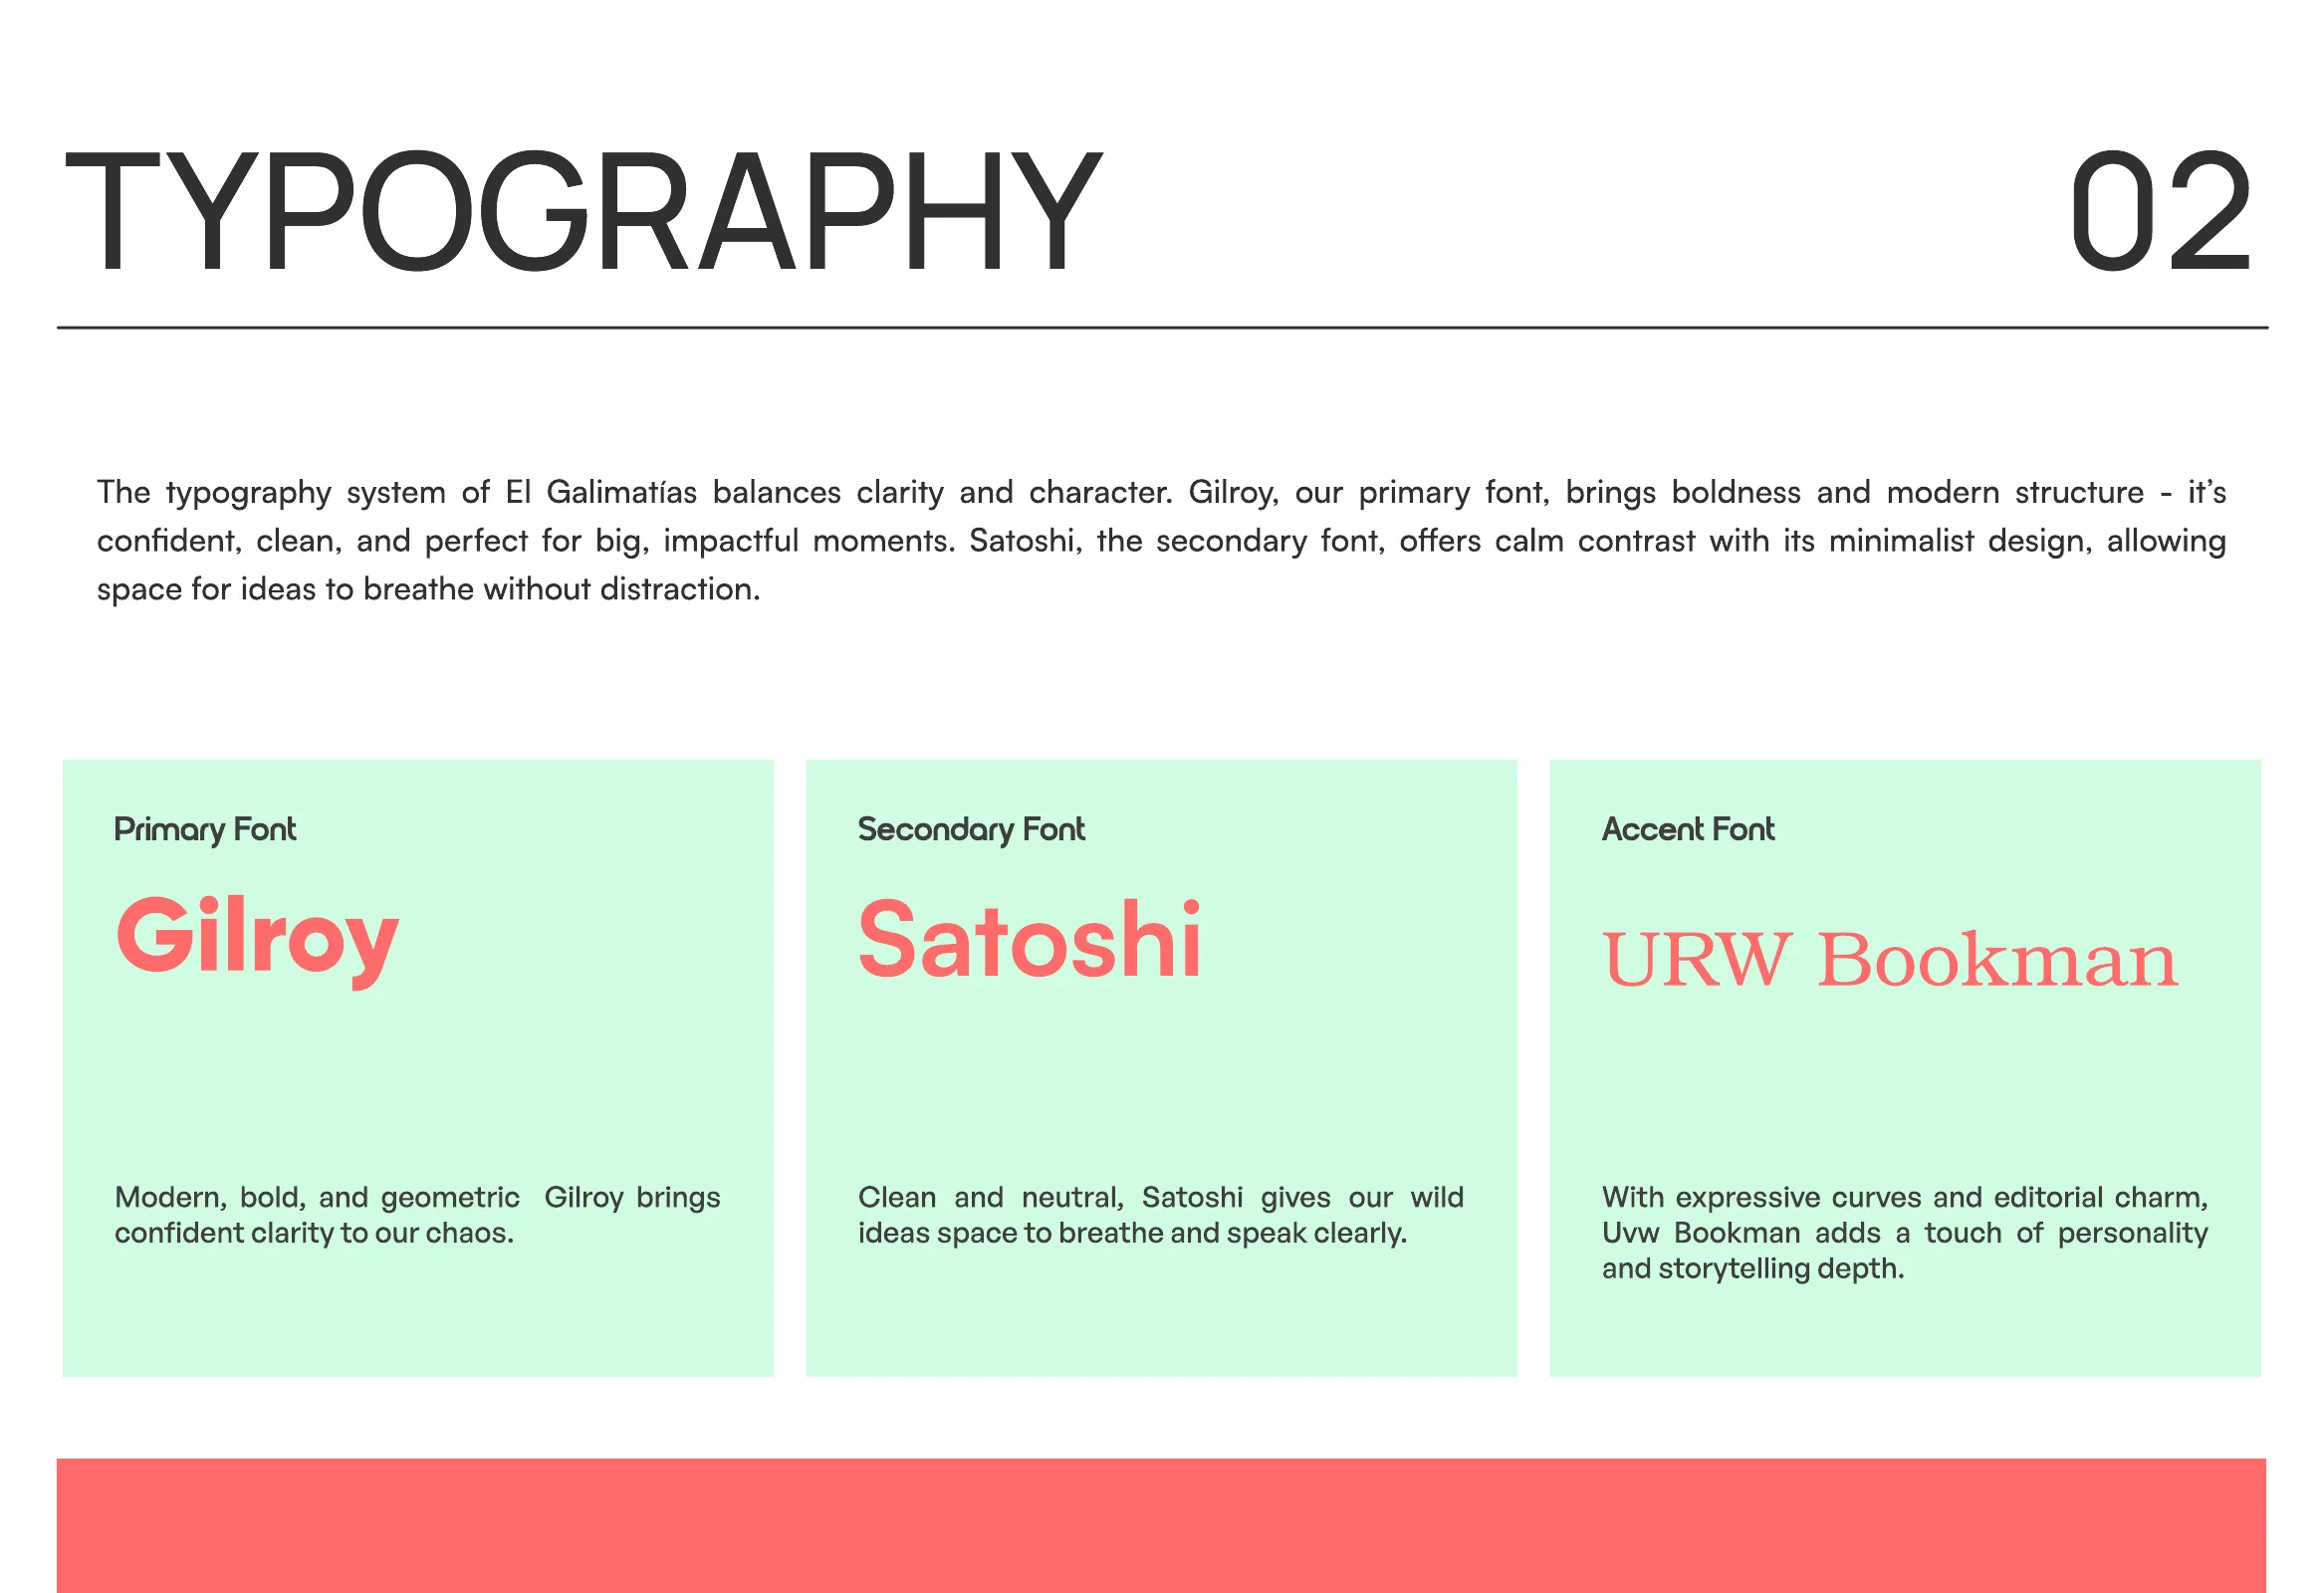 TYPOGRAPHY 02
The typography system of El Galimatías balances clarity and character. Gilroy, our primary font, brings boldness and modern structure - it’s
confident, clean, and perfect for big, impactful moments. Satoshi, the secondary font, offers calm contrast with its minimalist design, allowing
space for ideas to breathe without distraction.
Primary Font
Gilroy
Modern, bold, and geometric Gilroy brings
confident clarity to our chaos.
Secondary Font
Satoshi
Clean and neutral, Satoshi gives our wild
ideas space to breathe and speak clearly.
Accent Font
URW Bookman
With expressive curves and editorial charm,
Uvw Bookman adds a touch of personality
and storytelling depth.